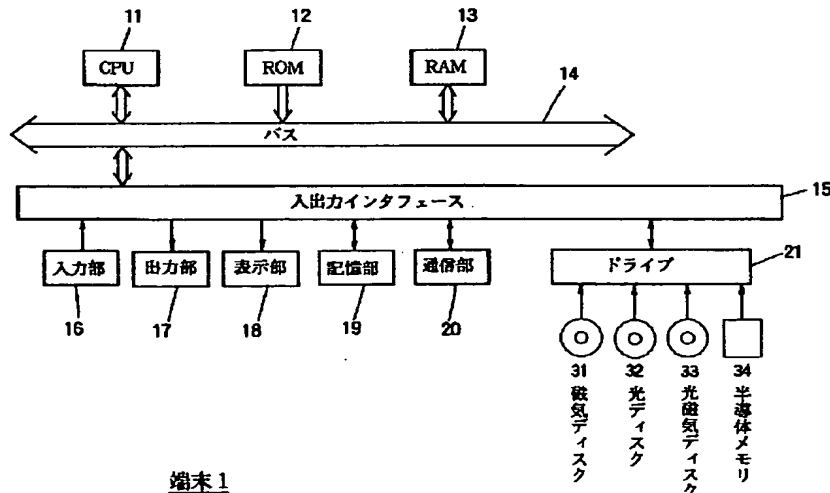 11
12
13
CPU
ROM
RAM
14
バス
入出力インタフェース
15
入力部
出力部
表示部
記憶部
通信部
ドライブ
21
16
17
18
19
20
31
32
33
34
磁気ディスク
光ディスク
光磁気ディスク
半導体メモリ
端末1